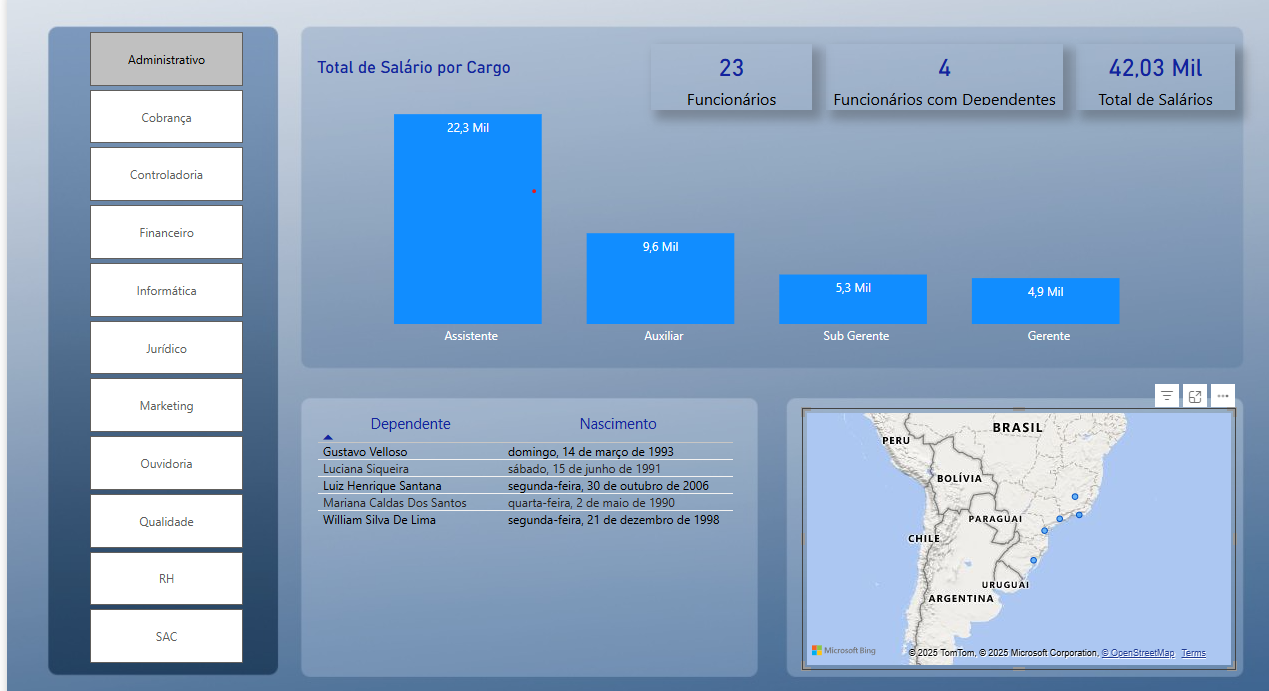 Administrativo
Cobrança
Controladoria
Financeiro
Informática
Jurídico
Marketing
Ouvidoria
Qualidade
RH
SAC
Total de Salário por Cargo
23
Funcionários
4
Funcionários com Dependentes
42,03 Mil
Total de Salários
22,3 Mil
9,6 Mil
5,3 Mil
4,9 Mil
Assistente Auxiliar Sub Gerente Gerente
Dependente Nascimento
Gustavo Velloso domingo, 14 de março de 1993
Luciana Siqueira sábado, 15 de junho de 1991
Luiz Henrique Santana segunda-feira, 30 de outubro de 2006
Mariana Caldas Dos Santos quarta-feira, 2 de maio de 1990
William Silva De Lima segunda-feira, 21 de dezembro de 1998
BRASIL
PERU
BOLÍVIA
PARAGUAI
CHILE
URUGUAI
ARGENTINA
Microsoft Bing
© 2025 TomTom, © 2025 Microsoft Corporation, © OpenStreetMap Terms